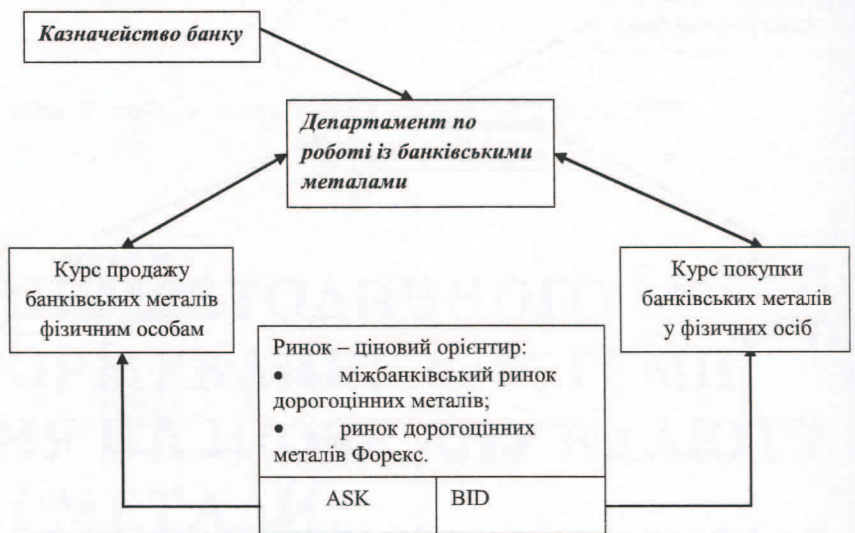 Казначейство банку
Департамент по
роботі із банківськими
металами
Курс продажу
банківських металів
фізичним особам
Курс покупки
банківських металів
у фізичних осіб
Ринок – ціновий орієнтир:
• міжбанківський ринок
дорогоцінних металів;
• ринок дорогоцінних
металів Форекс.
ASK BID